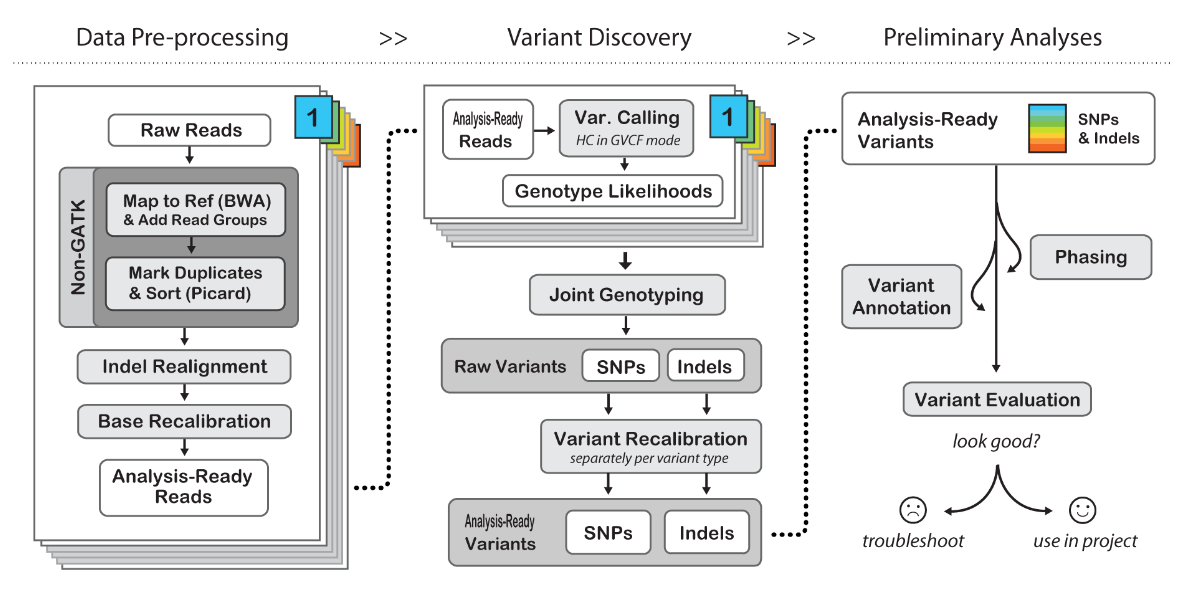 Data Pre-processing >> Variant Discovery >> Preliminary Analyses
1
Raw Reads
Non-GATK
Map to Ref (BWA)
& Add Read Groups
Mark Duplicates
& Sort (Picard)
Indel Realignment
Base Recalibration
Analysis-Ready
Reads
1
Analysis-Ready
Reads
Var. Calling
HC in GVCF mode
Genotype Likelihoods
Joint Genotyping
Raw Variants SNPs Indels
Variant Recalibration
separately per variant type
Analysis-Ready
Variants
SNPs Indels
Analysis-Ready
Variants
SNPs
& Indels
Phasing
Variant
Annotation
Variant Evaluation
look good?
troubleshoot use in project